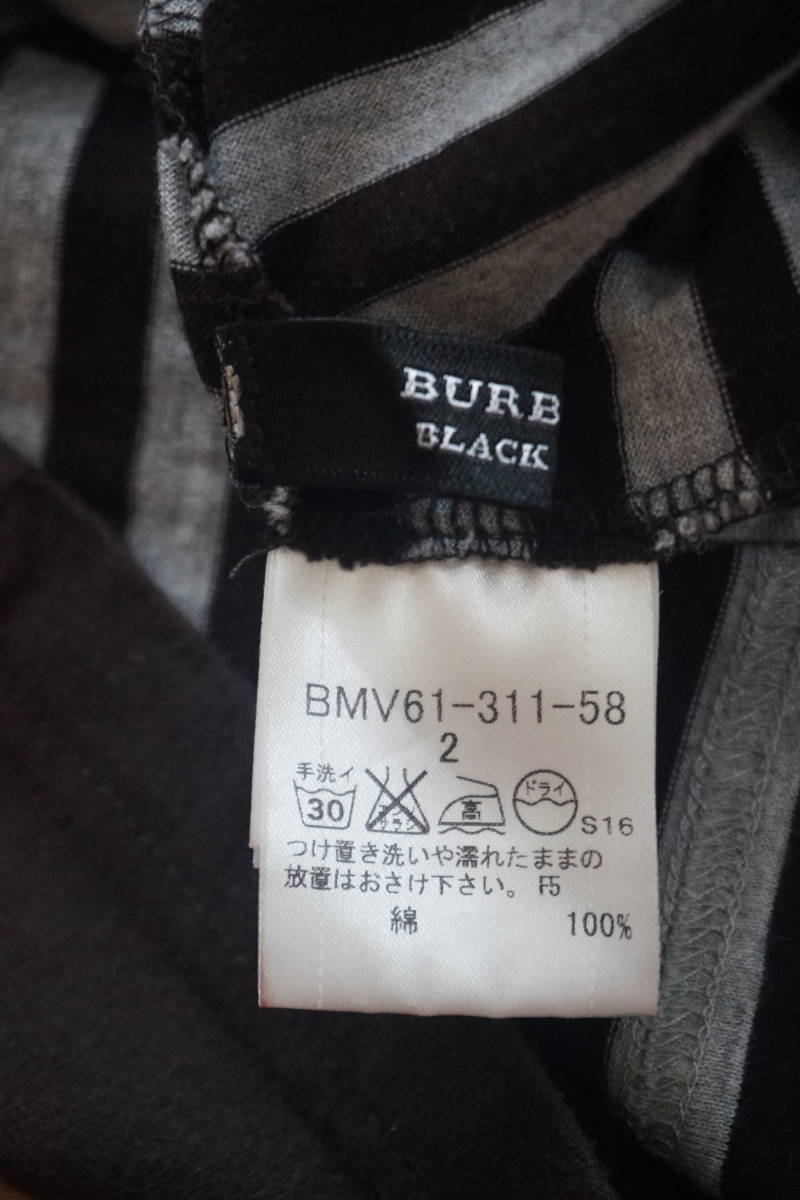 BURB
BLACK
BMV61-311-58
2
手洗イ
30
高
ドライ
S16
つけ置き洗いや濡れたままの
放置はおさけ下さい。 F5
綿 100%